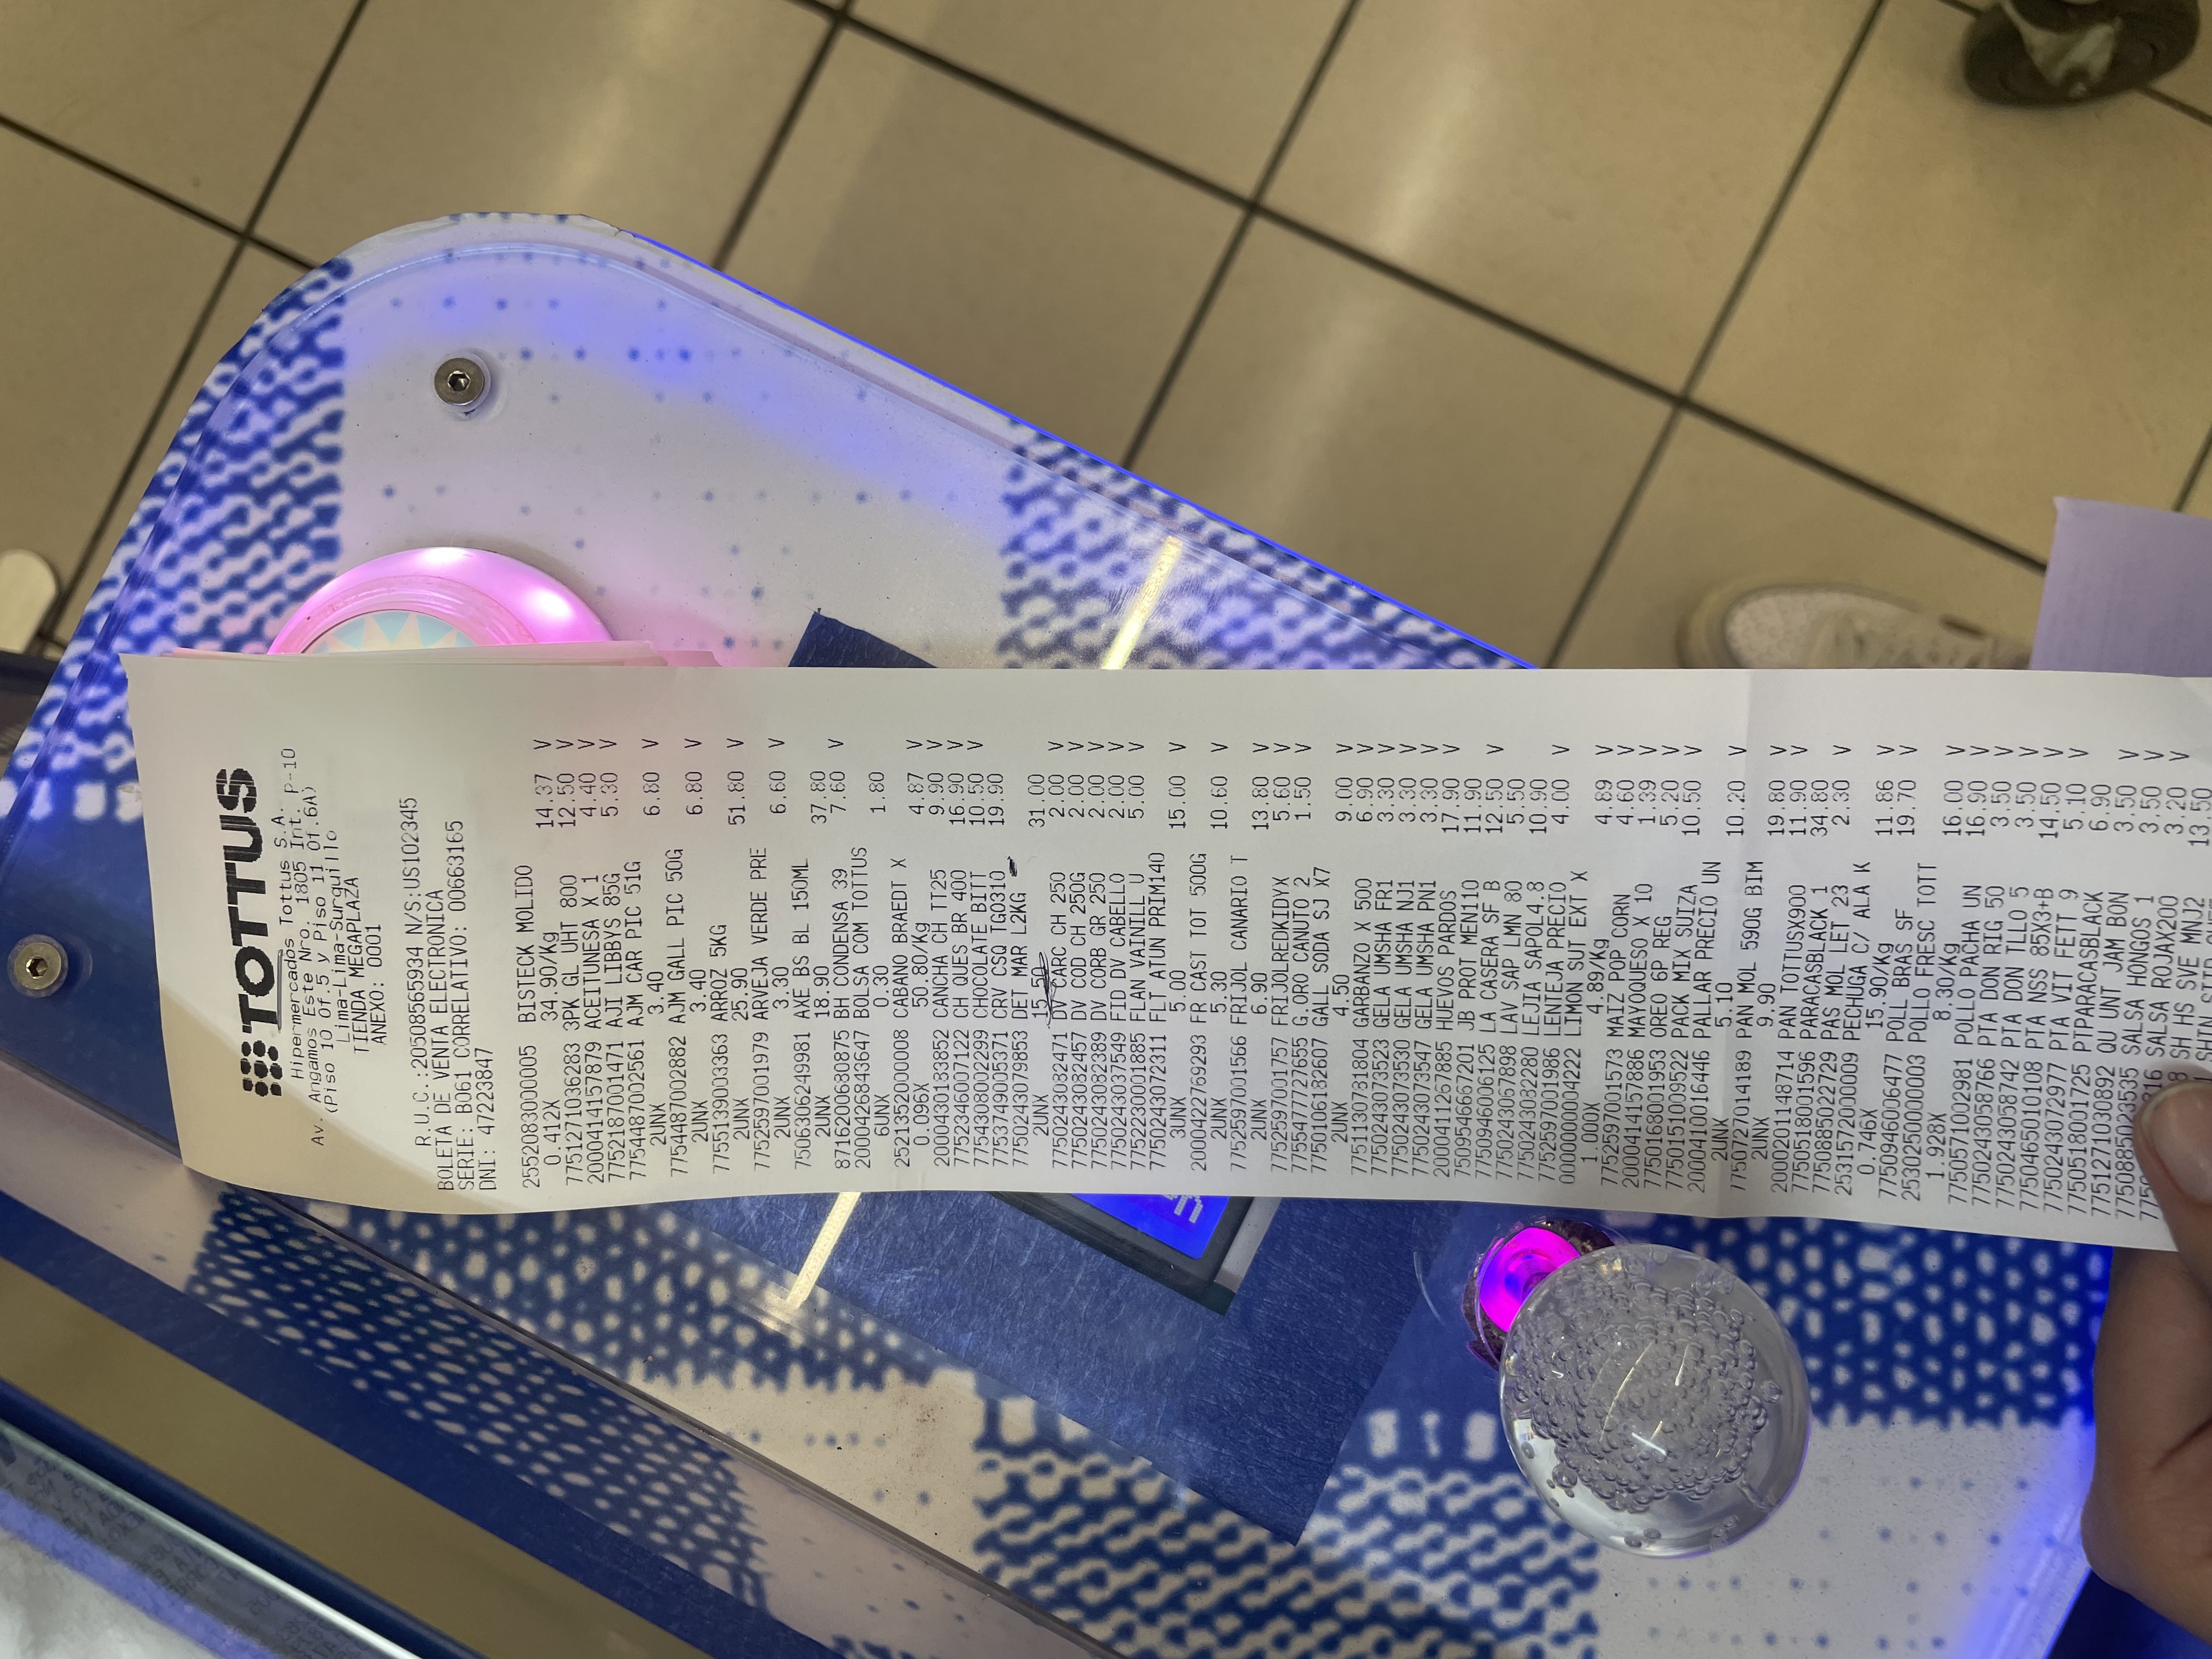 TOTTUS
Hipermercados Tottus S.A.
Av. Angamos Este Nro. 1805 Int. P-10
(Piso 10 Of.5 y Piso 11 Of.6A)
Lima-Lima-Surquillo
TIENDA MEGAPLAZA
ANEXO: 0001
R.U.C.:20508565934 N/S:US102345
BOLETA DE VENTA ELECTRONICA
SERIE: B061 CORRELATIVO: 00663165
DNI: 47223847
2552083000005 BISTECK MOLIDO
0.412X 34.90/Kg 14.37 V
7751271036283 3PK GL UHT 800 12.50 V
2000414157879 ACEITUNESA X 1 4.40 V
7752187001471 AJI LIBBYS 85G 5.30 V
7754487002561 AJM CAR PIC 51G
2UNX 3.40 6.80 V
7754487002882 AJM GALL PIC 50G
2UNX 3.40 6.80 V
7755139003363 ARROZ 5KG
2UNX 25.90 51.80 V
7752597001979 ARVEJA VERDE PRE
2UNX 3.30 6.60 V
7506306249981 AXE BS BL 150ML
2UNX 18.90 37.80
8716200680875 BH CONDENSA 39 7.60 V
2000426843647 BOLSA COM TOTTUS
6UNX 0.30 1.80
2521352000008 CABANO BRAEDT X
0.096X 50.80/Kg 4.87 V
2000430183852 CANCHA CH TT25 9.90 V
7752346007122 CH QUES BR 400 16.90 V
7754308002299 CHOCOLATE BITT 10.50 V
7753749005371 CRV CSQ TGO310 19.90
7750243079853 DET MAR L2KG
2UNX 15.50 31.00
7750243082471 DV CARC CH 250 2.00 V
7750243082457 DV COD CH 250G 2.00 V
7750243082389 DV CORB GR 250 2.00 V
7750243037549 FID DV CABELLO 2.00 V
7752230001885 FLAN VAINILL U 5.00 V
7750243072311 FLT ATUN PRIM140
3UNX 5.00 15.00 V
2000422769293 FR CAST TOT 500G
2UNX 5.30 10.60 V
7752597001566 FRIJOL CANARIO T
2UNX 6.90 13.80 V
7752597001757 FRIJOLREDKIDYX 5.60 V
7755477727655 G.ORO CANUTO 2 1.50 V
7750106182607 GALL SODA SJ X7
2UNX 4.50 9.00 V
7751130781804 GARBANZO X 500 6.90 V
7750243073523 GELA UMSHA FR1 3.30 V
7750243073530 GELA UMSHA NJ1 3.30 V
7750243073547 GELA UMSHA PN1 3.30 V
2000411267885 HUEVOS PARDOS 17.90 V
7509546667201 JB PROT MEN110 11.90
7750946006125 LA CASERA SF B 12.50 V
7750243067898 LAV SAP LMN 80 5.50
7750243082280 LEJIA SAPOL4.8 10.90
7752597001986 LENTEJA PRECIO 4.00 V
0000000004222 LIMON SUT EXT X
1.000X 4.89/Kg 4.89 V
7752597001573 MAIZ POP CORN 4.60 V
2000414157886 MAYOQUESO X 10 1.39 V
7750168001953 OREO 6P REG 5.20 V
7750151009522 PACK MIX SUIZA 10.50 V
2000410016446 PALLAR PRECIO UN
2UNX 5.10 10.20 V
7750727014189 PAN MOL 590G BIM
2UNX 9.90 19.80 V
2000201148714 PAN TOTTUSX900 11.90 V
7750518001596 PARACASBLACK 1 34.80
7750885022729 PAS MOL LET 23 2.30 V
2531572000009 PECHUGA C/ ALA K
0.746X 15.90/Kg 11.86 V
7750946006477 POLL BRAS SF 19.70 V
2530250000003 POLLO FRESC TOTT
1.928X 8.30/Kg 16.00 V
7750571002981 POLLO PACHA UN 16.90 V
7750243058766 PTA DON RIG 50 3.50 V
7750243058742 PTA DON TLLO 5 3.50 V
7750465010108 PTA NSS 85X3+B 14.50 V
7750243072977 PTA VIT FETT 9 5.10 V
7750518001725 PTPARACASBLACK 6.90
7751271030892 QU UNT JAM BON 3.50 V
7750885023535 SALSA HONGOS 1 3.50 V
SALSA ROJAX200 3.20 V
SH HS SVE MNJ2 13.50